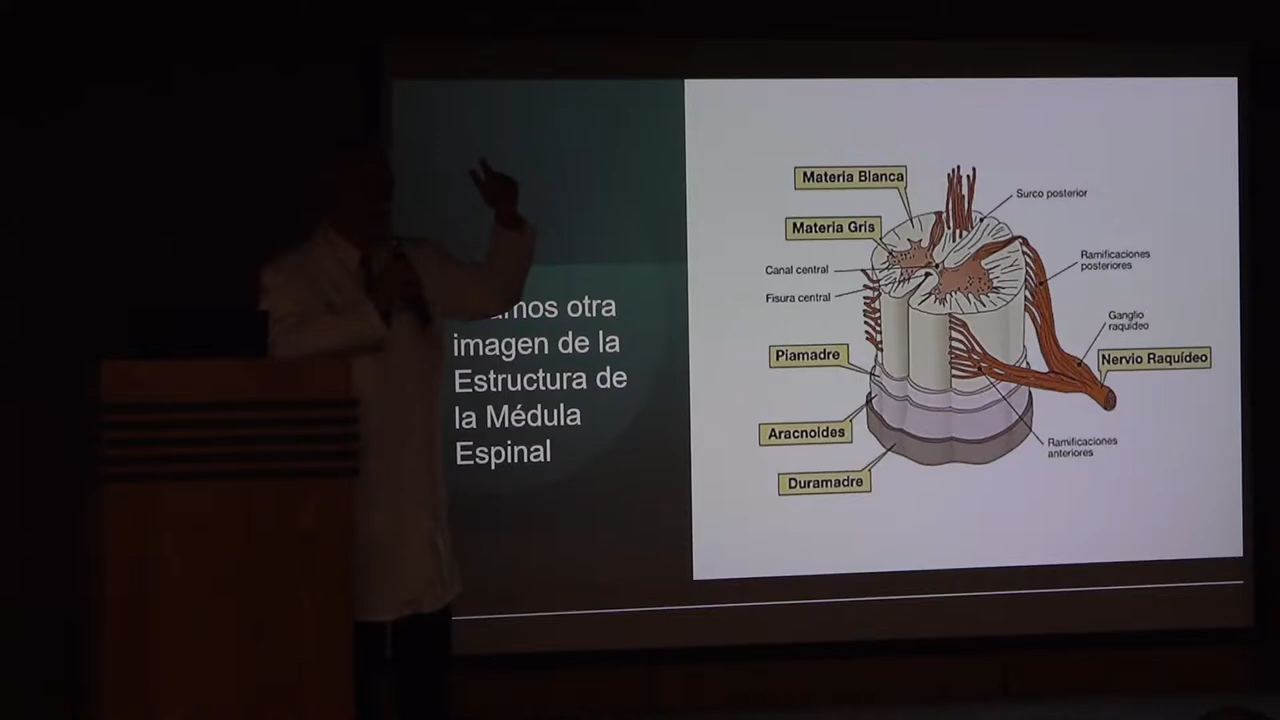 otra
imagen de la
Estructura de
la Médula
Espinal
Materia Blanca
Materia Gris
Canal central
Fisura central
Piamadre
Aracnoides
Duramadre
Surco posterior
Ramificaciones
posteriores
Ganglio
raquídeo
Nervio Raquídeo
Ramificaciones
anteriores